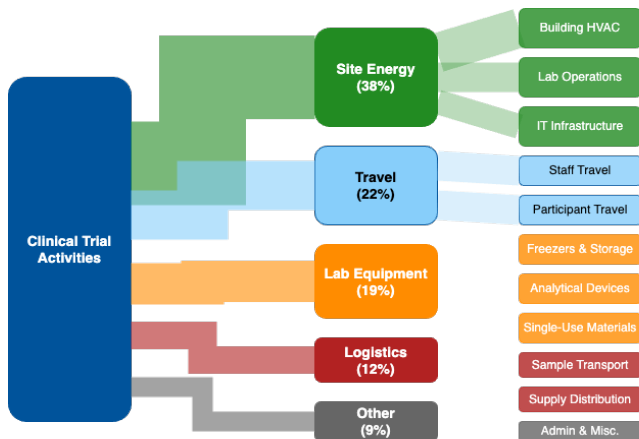 Clinical Trial
Activities
Site Energy
(38%)
Travel
(22%)
Lab Equipment
(19%)
Logistics
(12%)
Other
(9%)
Building HVAC
Lab Operations
IT Infrastructure
Staff Travel
Participant Travel
Freezers & Storage
Analytical Devices
Single-Use Materials
Sample Transport
Supply Distribution
Admin & Misc.